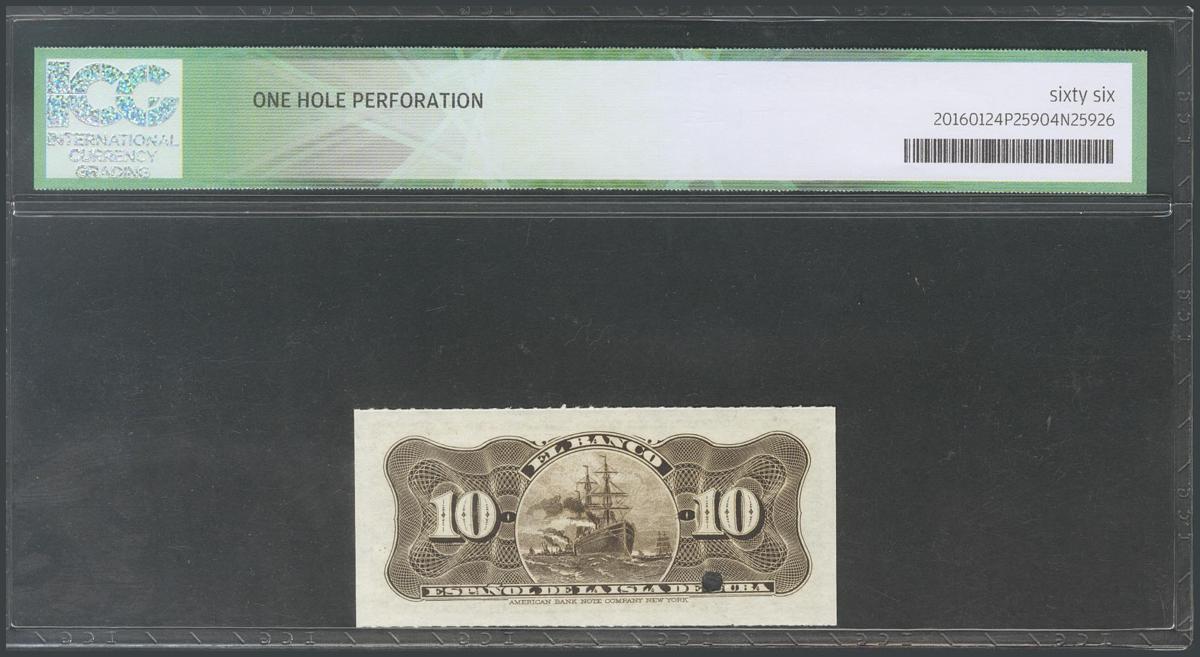 ICG
INTERNATIONAL
CURRENCY
GRADING
ONE HOLE PERFORATION
sixty six
20160124P25904N25926
EL BANCO
10 10
ESPAÑOL DE LA ISLA DE UBA
AMERICAN BANK NOTE COMPANY NEW YORK